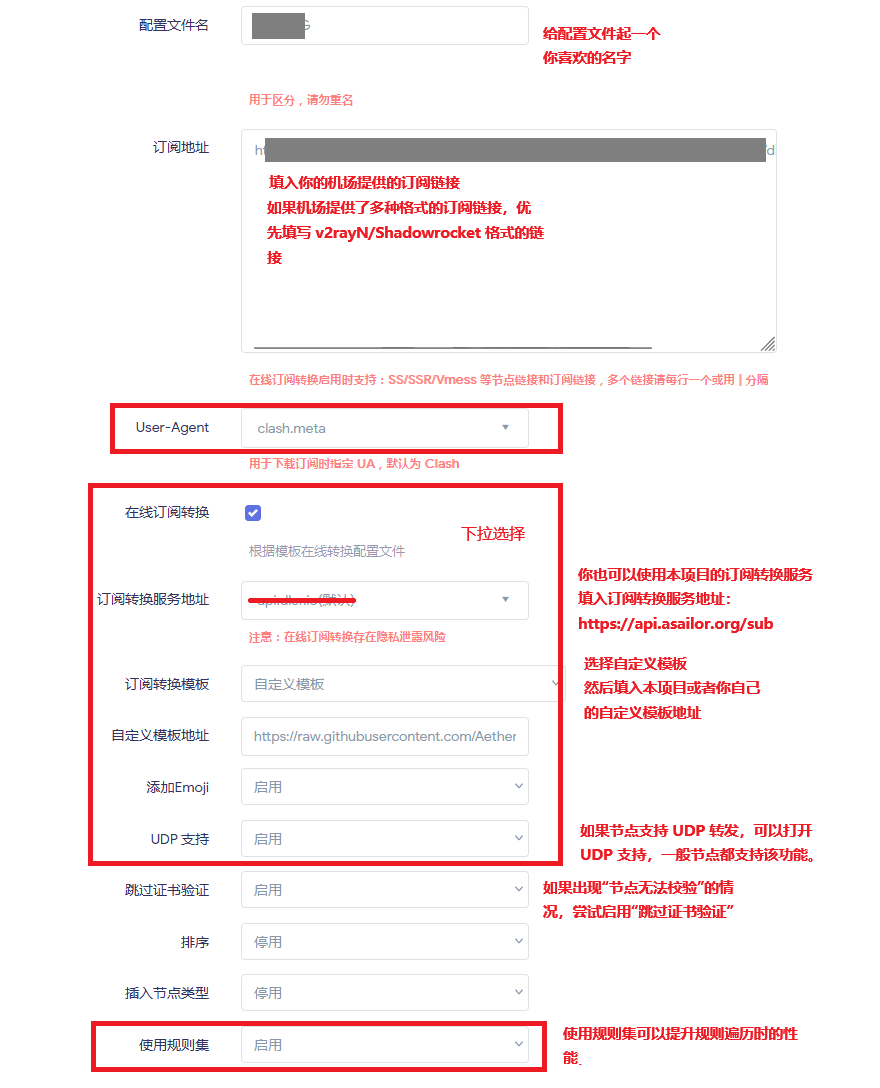 配置文件名
给配置文件起一个
你喜欢的名字
用于区分，请勿重名
订阅地址
填入你的机场提供的订阅链接
如果机场提供了多种格式的订阅链接，优
先填写 v2rayN/Shadowrocket 格式的链
接
在线订阅转换启用时支持：SS/SSR/Vmess 等节点链接和订阅链接，多个链接请每行一个或用 | 分隔
User-Agent
clash.meta
用于下载订阅时指定 UA，默认为 Clash
在线订阅转换
下拉选择
根据模板在线转换配置文件
你也可以使用本项目的订阅转换服务
填入订阅转换服务地址：
https://api.asailor.org/sub
订阅转换服务地址
(默认)
注意：在线订阅转换存在隐私泄露风险
选择自定义模板
然后填入本项目或者你自己
的自定义模板地址
订阅转换模板
自定义模板
自定义模板地址
https://raw.githubusercontent.com/Aether
添加Emoji
启用
UDP 支持
启用
如果节点支持 UDP 转发，可以打开
UDP 支持，一般节点都支持该功能。
跳过证书验证
启用
如果出现“节点无法校验”的情
况，尝试启用“跳过证书验证”
排序
停用
插入节点类型
停用
使用规则集
启用
使用规则集可以提升规则遍历时的性
能.